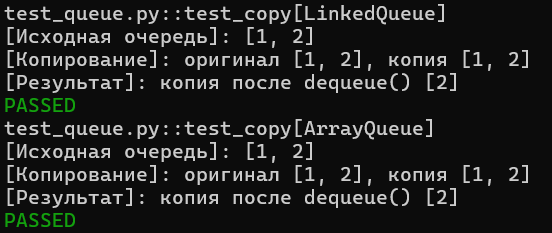 test_queue.py::test_copy[LinkedQueue]
[Исходная очередь]: [1, 2]
[Копирование]: оригинал [1, 2], копия [1, 2]
[Результат]: копия после dequeue() [2]
PASSED
test_queue.py::test_copy[ArrayQueue]
[Исходная очередь]: [1, 2]
[Копирование]: оригинал [1, 2], копия [1, 2]
[Результат]: копия после dequeue() [2]
PASSED